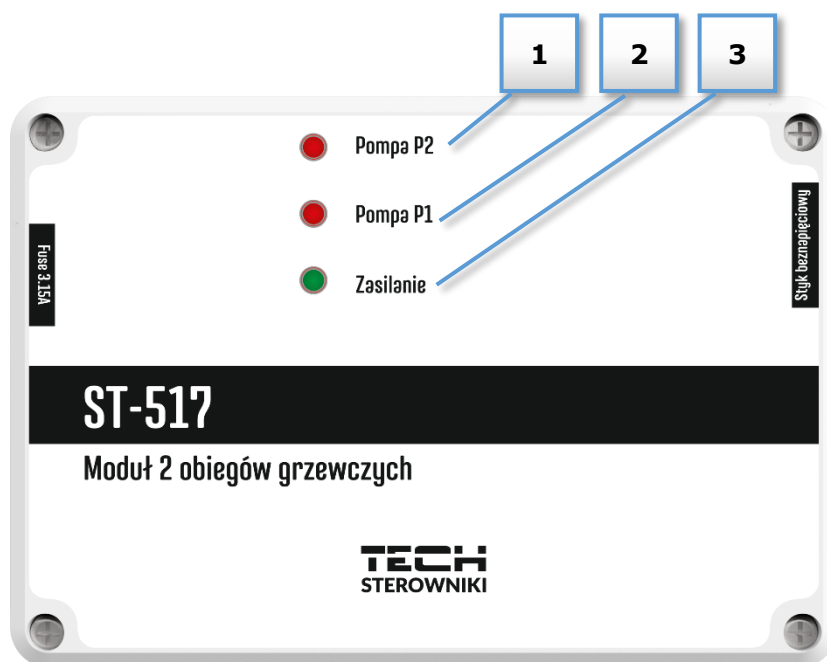 1 2 3
Pompa P2
Pompa P1
Zasilanie
Fuse 3.15A
Styk beznapięciowy
ST-517
Moduł 2 obiegów grzewczych
TECH
STEROWNIKI